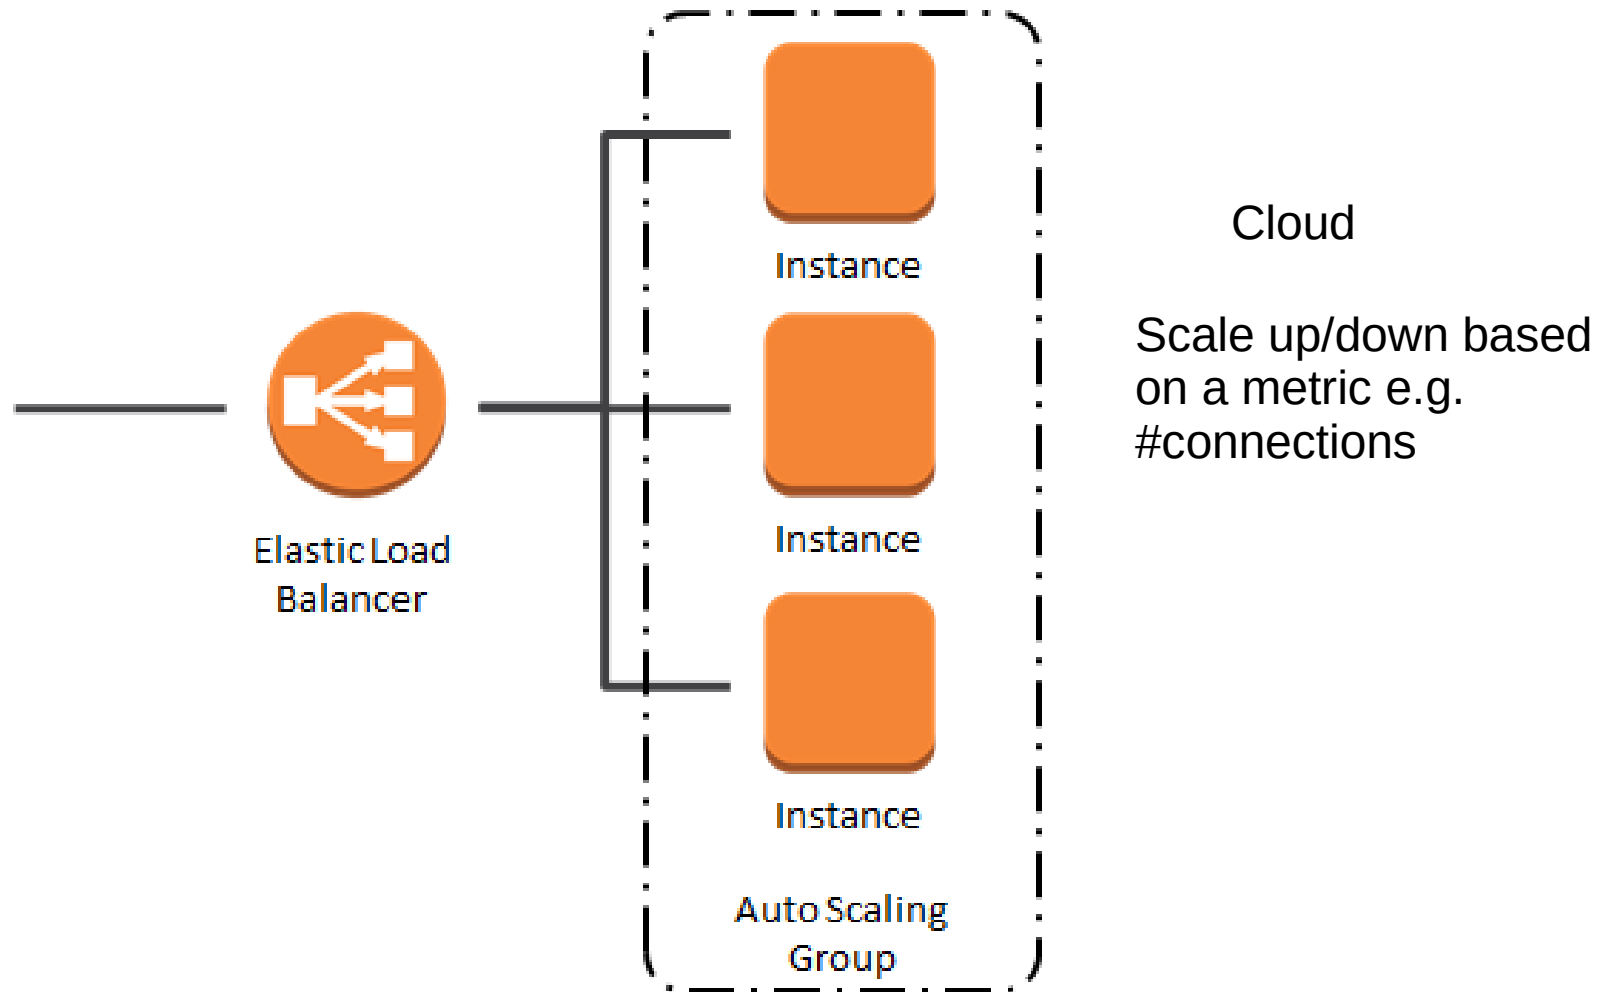 Elastic Load
Balancer
Instance
Instance
Instance
Auto Scaling
Group
Cloud
Scale up/down based
on a metric e.g.
#connections